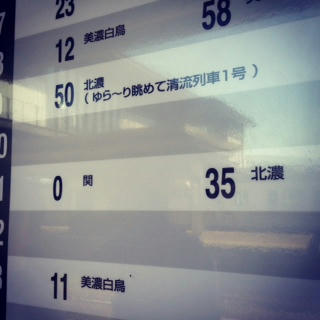 23
58
12 美濃白鳥
50 北濃
( ゆら〜り眺めて清流列車1号 )
0 関
35 北濃
11 美濃白鳥